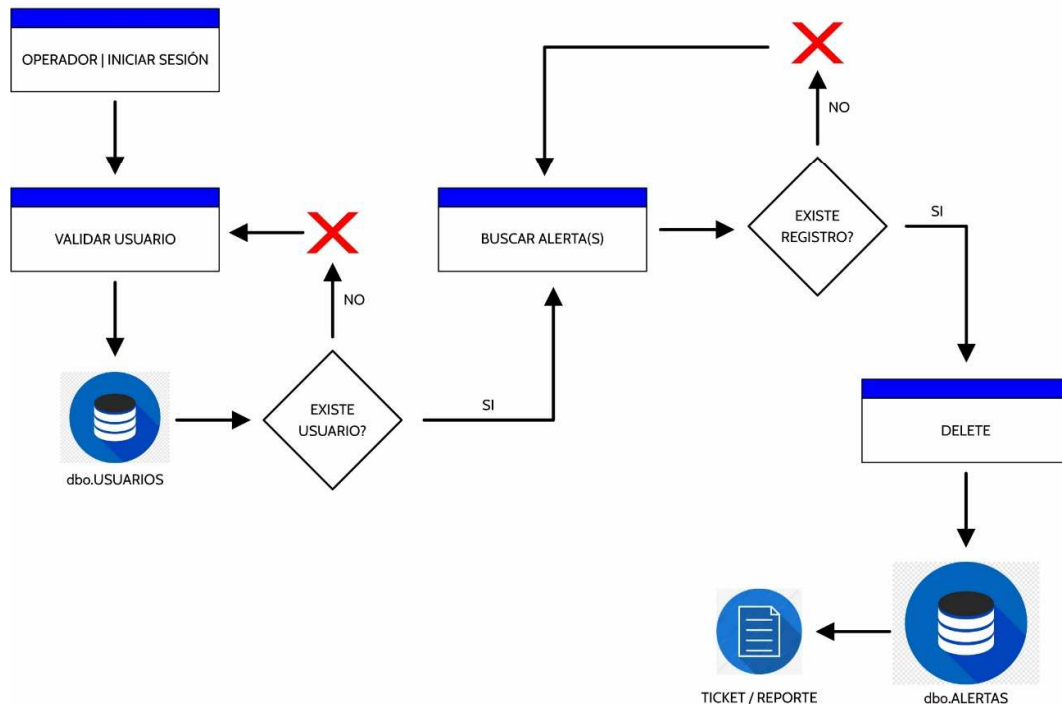 OPERADOR | INICIAR SESIÓN
VALIDAR USUARIO
dbo.USUARIOS
EXISTE
USUARIO?
NO
SI
BUSCAR ALERTA(S)
EXISTE
REGISTRO?
NO
SI
DELETE
dbo.ALERTAS
TICKET / REPORTE